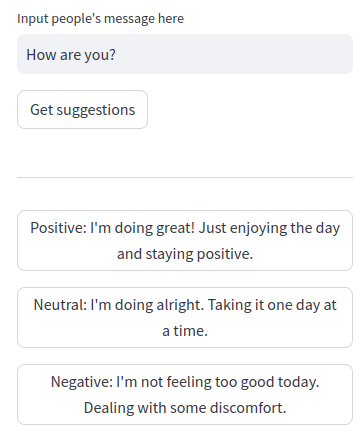 Input people's message here
How are you?
Get suggestions
Positive: I'm doing great! Just enjoying the day
and staying positive.
Neutral: I'm doing alright. Taking it one day at
a time.
Negative: I'm not feeling too good today.
Dealing with some discomfort.